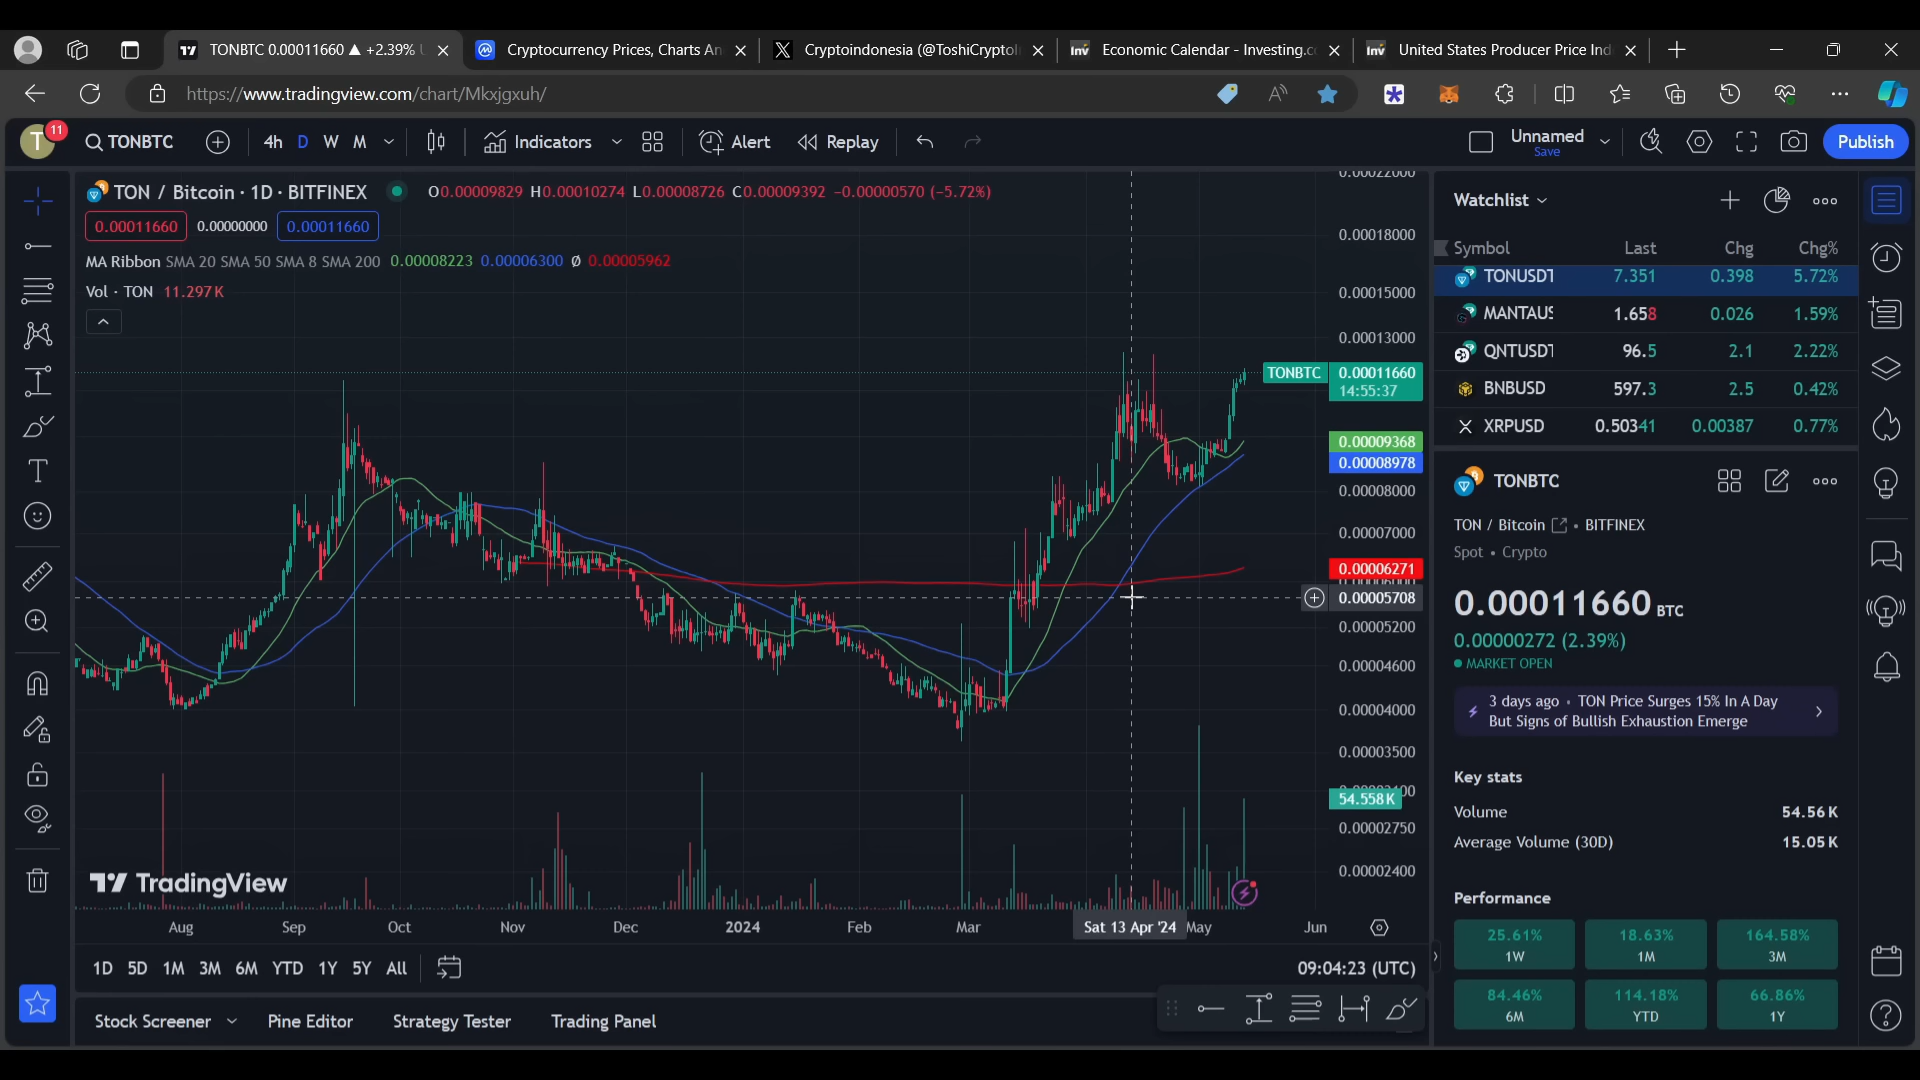 TONBTC 0.00011660 ▲ +2.39%
Cryptocurrency Prices, Charts An
Cryptoindonesia (@ToshiCryptoI
Economic Calendar - Investing.c
United States Producer Price Ind
https://www.tradingview.com/chart/Mkxjgxuh/
T 11 TONBTC 4h D W M Indicators Alert Replay Unnamed Save Publish
TON / Bitcoin · 1D · BITFINEX O0.00009829 H0.00010274 L0.00008726 C0.00009392 −0.00000570 (−5.72%)
0.00011660 0.00000000 0.00011660
MA Ribbon SMA 20 SMA 50 SMA 8 SMA 200 0.00008223 0.00006300 Ø 0.00005962
Vol · TON 11.297K
0.00022000
0.00018000
0.00015000
0.00013000
TONBTC 0.00011660
14:55:37
0.00009368
0.00008978
0.00008000
0.00007000
0.00006271
0.00006000
0.00005708
0.00005200
0.00004600
0.00004000
0.00003500
54.558K
0.00002750
0.00002400
TradingView
Aug Sep Oct Nov Dec 2024 Feb Mar Sat 13 Apr '24 May Jun
1D 5D 1M 3M 6M YTD 1Y 5Y All 09:04:23 (UTC)
Stock Screener Pine Editor Strategy Tester Trading Panel
Watchlist
Symbol Last Chg Chg%
TONUSDT 7.351 0.398 5.72%
MANTAUS 1.658 0.026 1.59%
QNTUSDT 96.5 2.1 2.22%
BNBUSD 597.3 2.5 0.42%
XRPUSD 0.50341 0.00387 0.77%
TONBTC
TON / Bitcoin • BITFINEX
Spot • Crypto
0.00011660 BTC
0.00000272 (2.39%)
MARKET OPEN
3 days ago • TON Price Surges 15% In A Day
But Signs of Bullish Exhaustion Emerge
Key stats
Volume 54.56K
Average Volume (30D) 15.05K
Performance
25.61% 18.63% 164.58%
1W 1M 3M
84.46% 114.18% 66.86%
6M YTD 1Y